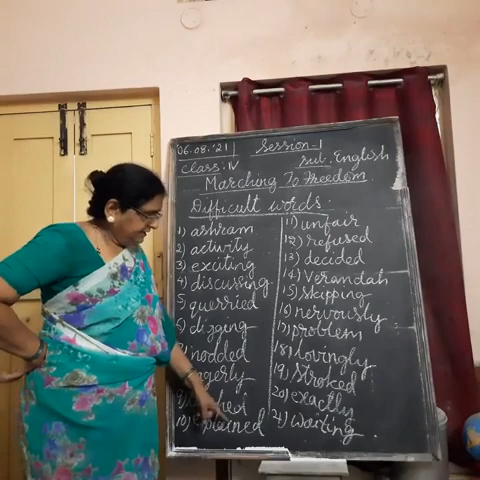 06.08.'21 Session-1
class: IV sub: English
Marching To Freedom
Difficult words:
1) ashram
2) activity
3) exciting
4) discussing
5) querried
6) digging
nodded
10) explained
11) unfair
12) refused
13) decided
14) Verandah
15) skipping
16) nervously
17) problem
18) lovingly
19) Stroked
20) exactly
21) waiting.